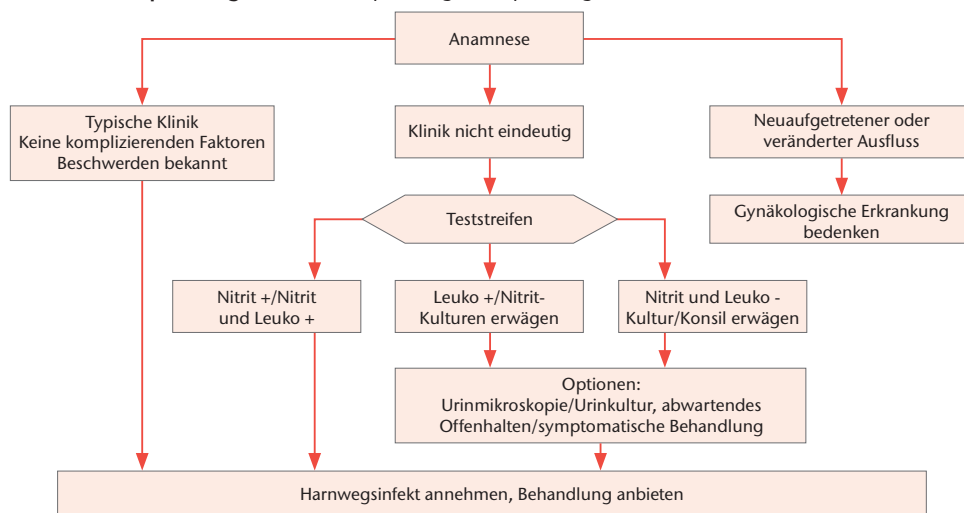 Anamnese
Typische Klinik
Keine komplizierenden Faktoren
Beschwerden bekannt
Klinik nicht eindeutig
Neuaufgetretener oder
veränderter Ausfluss
Teststreifen
Gynäkologische Erkrankung
bedenken
Nitrit +/Nitrit
und Leuko +
Leuko +/Nitrit-
Kulturen erwägen
Nitrit und Leuko -
Kultur/Konsil erwägen
Optionen:
Urinmikroskopie/Urinkultur, abwartendes
Offenhalten/symptomatische Behandlung
Harnwegsinfekt annehmen, Behandlung anbieten